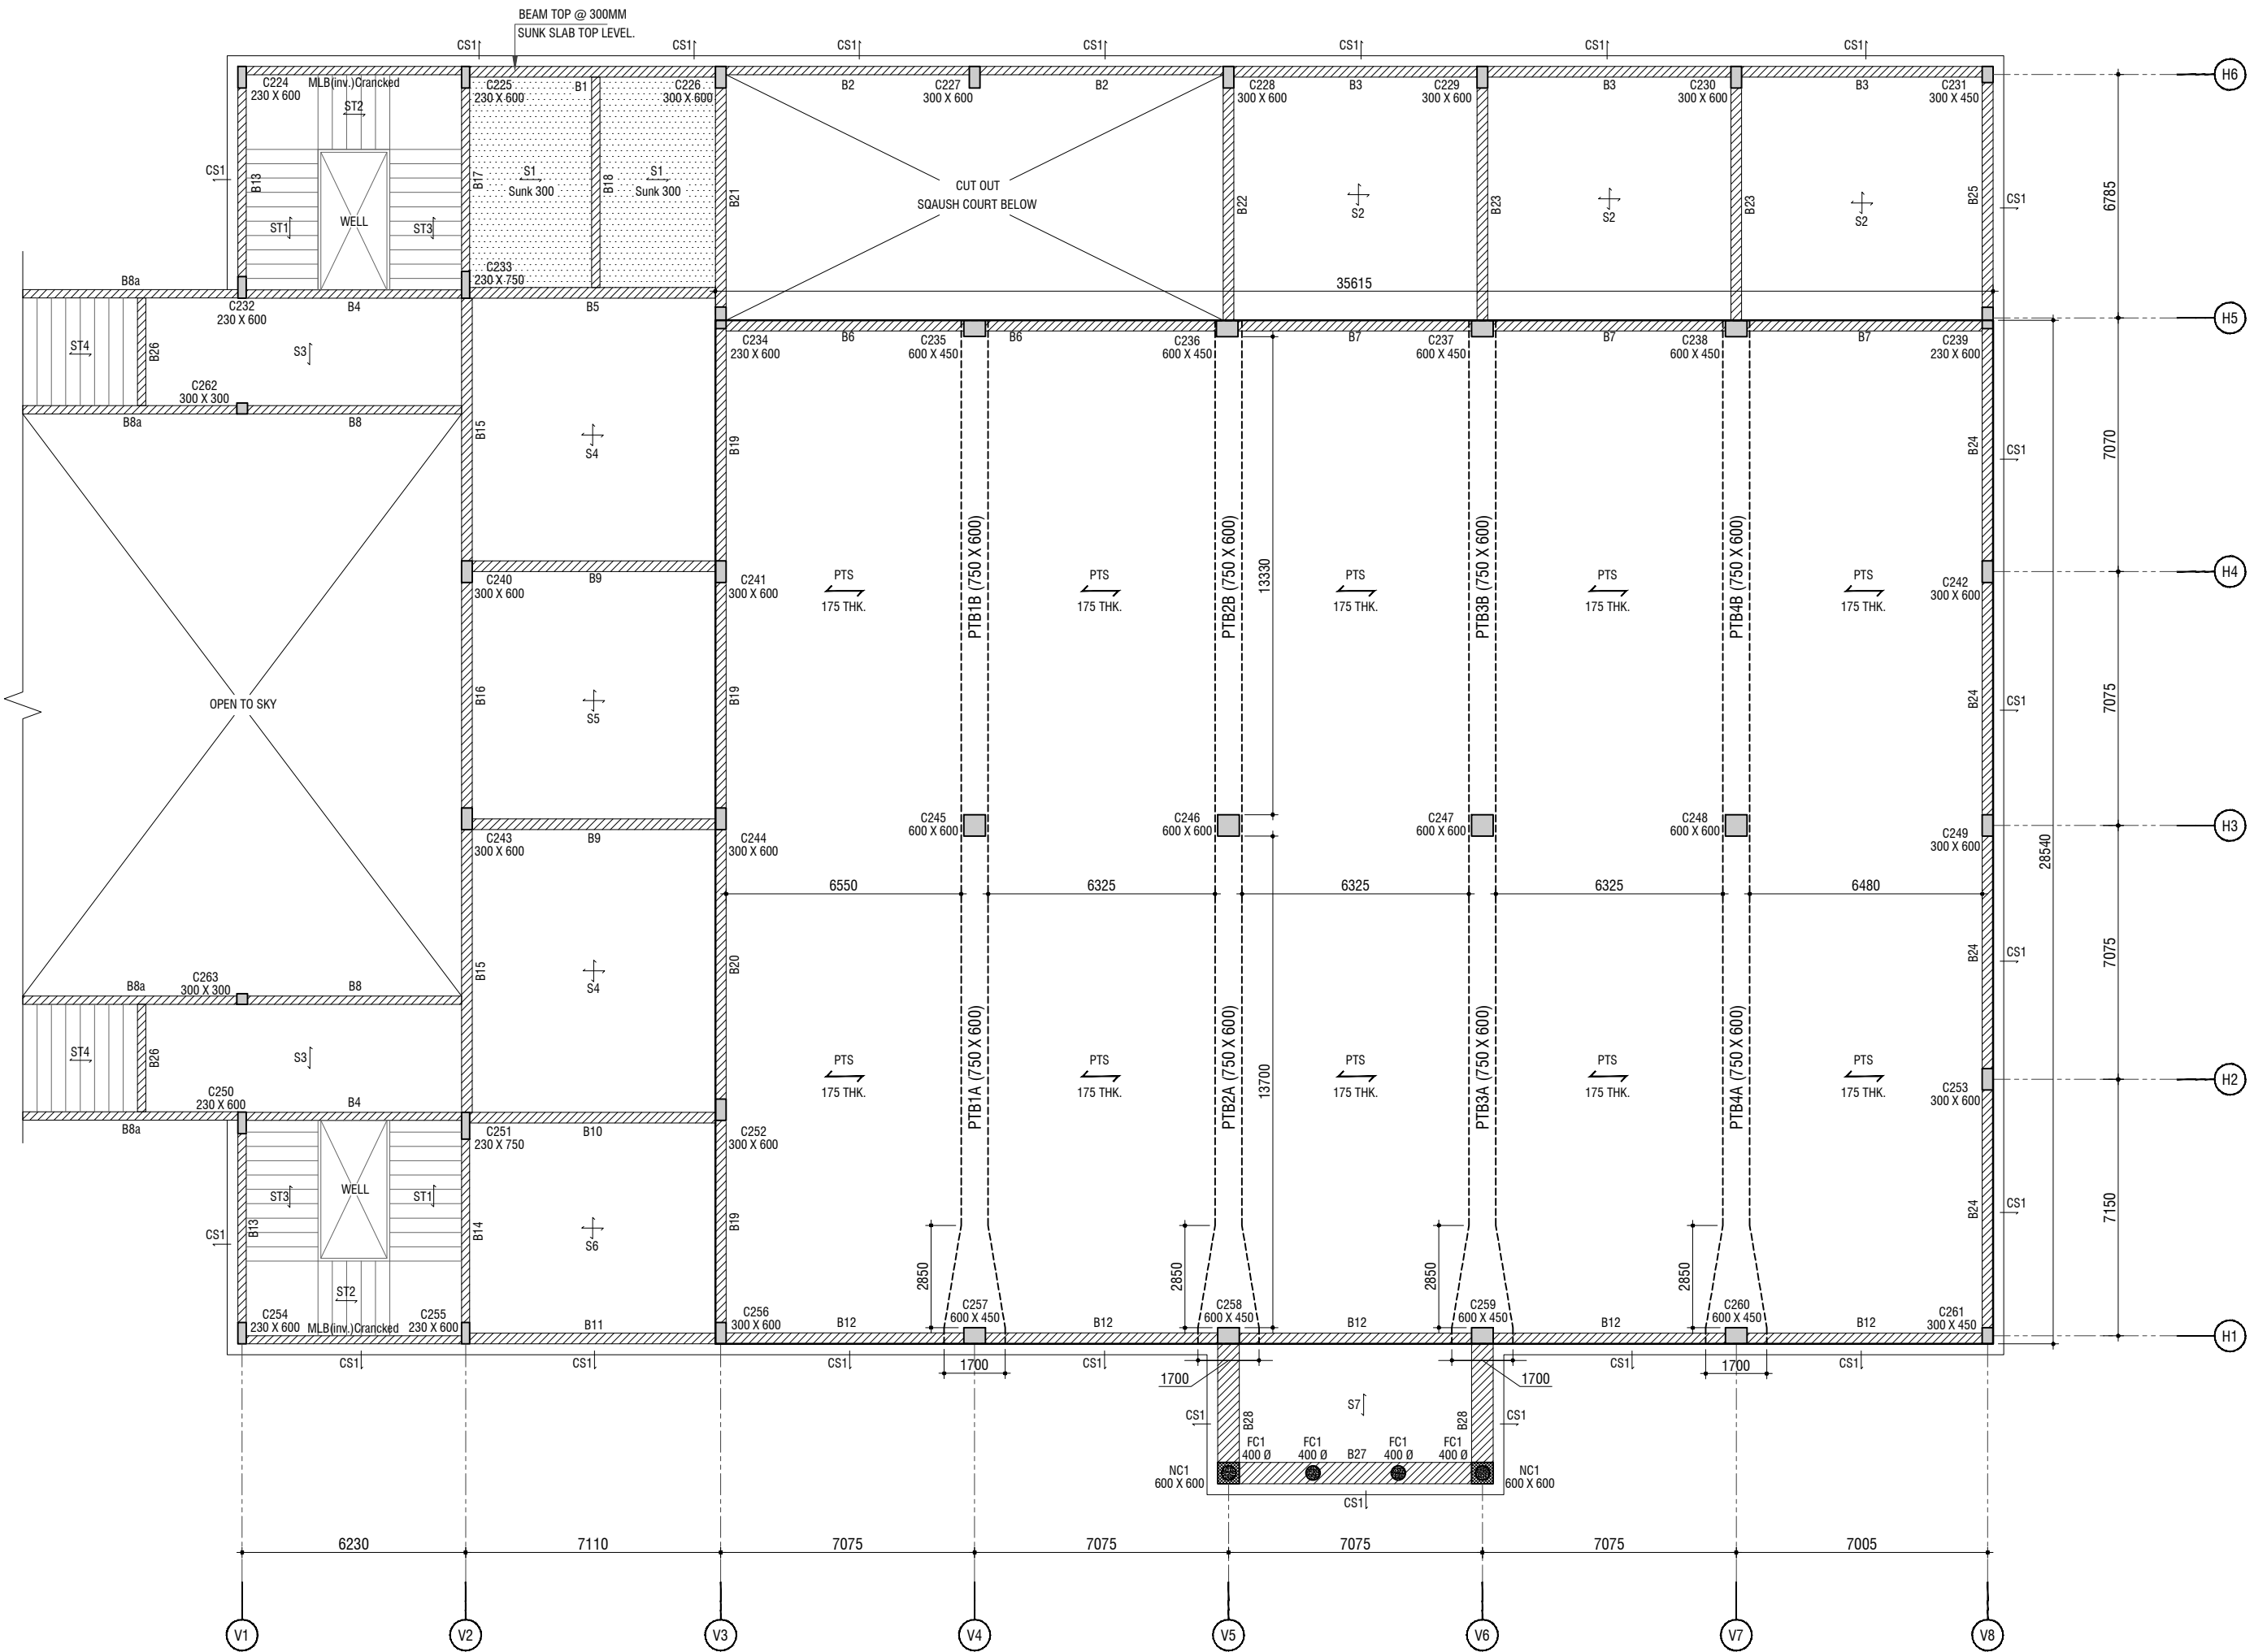 BEAM TOP @ 300MM
SUNK SLAB TOP LEVEL.
CS1 CS1 CS1 CS1 CS1 CS1 CS1
C224
230 X 600
MLB(inv.)Crancked
ST2
C225
230 X 600
B1
C226
300 X 600
B2
C227
300 X 600
B2
C228
300 X 600
B3
C229
300 X 600
B3
C230
300 X 600
B3
C231
300 X 450
H6
CS1
B13
WELL
ST1
ST3
B17
S1
Sunk 300
B18
S1
Sunk 300
B21
CUT OUT
SQAUSH COURT BELOW
B22
S2
B23
S2
B23
S2
B25
CS1
6785
C233
230 X 750
B8a
C232
230 X 600
B4
B5
35615
H5
ST4
B26
S3
C262
300 X 300
B8a
B8
C234
230 X 600
B6
C235
600 X 450
B6
C236
600 X 450
B7
C237
600 X 450
B7
C238
600 X 450
B7
C239
230 X 600
B15
S4
B19
B24
CS1
7070
C240
300 X 600
B9
C241
300 X 600
PTS
175 THK.
PTB1B (750 X 600)
PTS
175 THK.
PTB2B (750 X 600)
13330
PTS
175 THK.
PTB3B (750 X 600)
PTS
175 THK.
PTB4B (750 X 600)
PTS
175 THK.
C242
300 X 600
H4
OPEN TO SKY
B16
S5
B19
B24
CS1
7075
C243
300 X 600
B9
C244
300 X 600
C245
600 X 600
C246
600 X 600
C247
600 X 600
C248
600 X 600
C249
300 X 600
28540
H3
6550 6325 6325 6325 6480
B8a
C263
300 X 300
B8
B15
S4
B20
B24
CS1
7075
ST4
B26
S3
C250
230 X 600
B4
B8a
PTS
175 THK.
PTB1A (750 X 600)
PTS
175 THK.
PTB2A (750 X 600)
13700
PTS
175 THK.
PTB3A (750 X 600)
PTS
175 THK.
PTB4A (750 X 600)
PTS
175 THK.
C253
300 X 600
H2
C251
230 X 750
B10
C252
300 X 600
CS1
B13
ST3
WELL
ST1
B14
S6
B19
2850
2850
2850
2850
B24
CS1
7150
ST2
C254
230 X 600
MLB(inv.)Crancked
C255
230 X 600
B11
C256
300 X 600
B12
C257
600 X 450
B12
C258
600 X 450
B12
C259
600 X 450
B12
C260
600 X 450
B12
C261
300 X 450
H1
CS1 CS1 CS1 CS1 CS1 CS1
1700
1700
1700
1700
CS1
B28
S7
B28
CS1
FC1
400 Ø
FC1
400 Ø
B27
FC1
400 Ø
FC1
400 Ø
NC1
600 X 600
NC1
600 X 600
CS1
6230 7110 7075 7075 7075 7075 7005
V1 V2 V3 V4 V5 V6 V7 V8